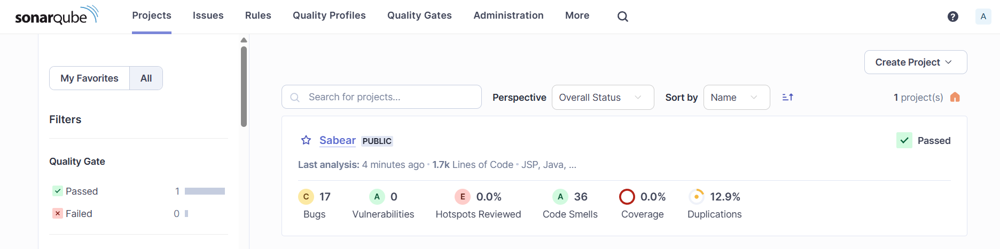 sonarqube Projects Issues Rules Quality Profiles Quality Gates Administration More ? A
Create Project
My Favorites All
Search for projects... Perspective Overall Status Sort by Name 1 project(s)
Filters
Sabear PUBLIC Passed
Quality Gate
Last analysis: 4 minutes ago • 1.7k Lines of Code • JSP, Java, ...
Passed 1
Failed 0
C 17 A 0 E 0.0% A 36 0.0% 12.9%
Bugs Vulnerabilities Hotspots Reviewed Code Smells Coverage Duplications